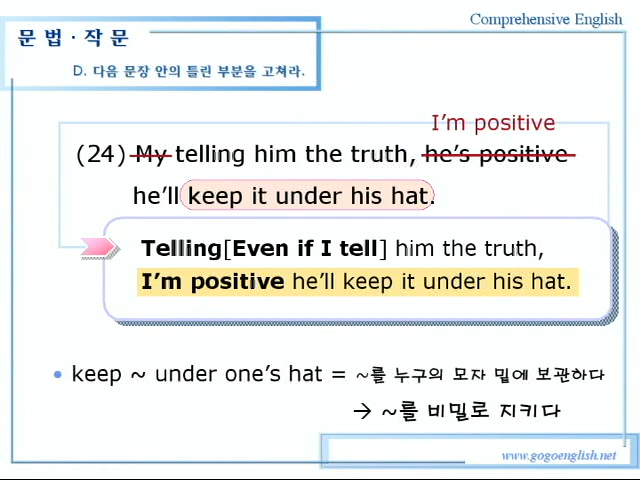 Comprehensive English
문 법 · 작 문
D. 다음 문장 안의 틀린 부분을 고쳐라.
I'm positive
(24) My telling him the truth, he's positive
he'll keep it under his hat.
Telling[Even if I tell] him the truth,
I'm positive he'll keep it under his hat.
• keep ~ under one's hat = ~를 누구의 모자 밑에 보관하다
→ ~를 비밀로 지키다
www.gogoenglish.net